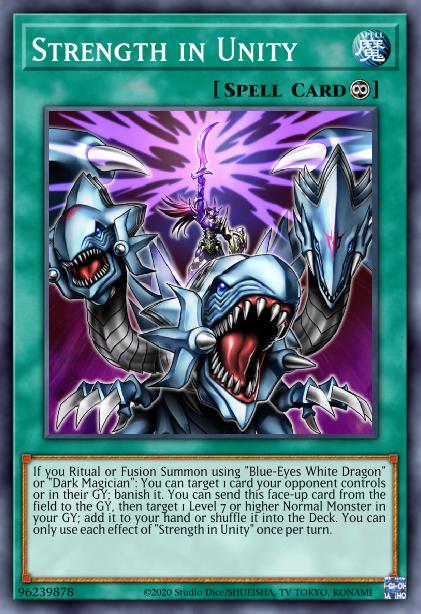 Strength in Unity
SPELL
魔
[Spell Card]
If you Ritual or Fusion Summon using "Blue-Eyes White Dragon"
or "Dark Magician": You can target 1 card your opponent controls
or in their GY; banish it. You can send this face-up card from the
field to the GY, then target 1 Level 7 or higher Normal Monster in
your GY; add it to your hand or shuffle it into the Deck. You can
only use each effect of "Strength in Unity" once per turn.
96239878
©2020 Studio Dice/SHUEISHA, TV TOKYO, KONAMI